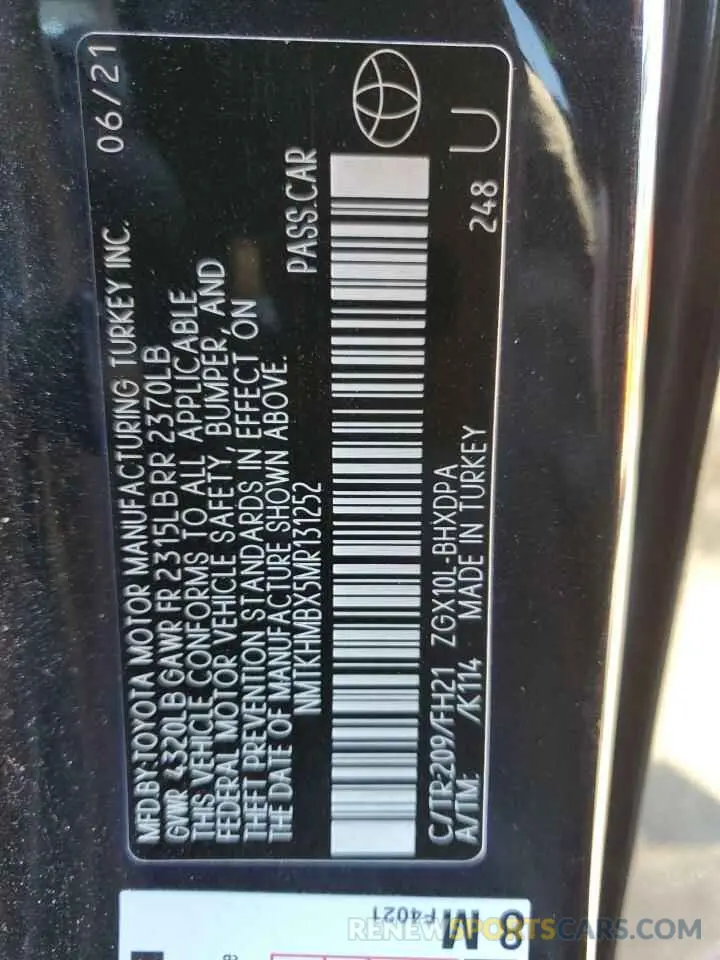 MFD.BY:TOYOTA MOTOR MANUFACTURING TURKEY INC. 06/21
GVWR 4320LB GAWR FR 2315LB RR 2370LB
THIS VEHICLE CONFORMS TO ALL APPLICABLE
FEDERAL MOTOR VEHICLE SAFETY, BUMPER, AND
THEFT PREVENTION STANDARDS IN EFFECT ON
THE DATE OF MANUFACTURE SHOWN ABOVE.
NMTKHMBX5MR131252 PASS.CAR
C/TR:209/FH21 ZGX10L-BHXDPA
A/TM: /K114 MADE IN TURKEY 248 U
F4021
M 8
RENEWSPORTSCARS.COM